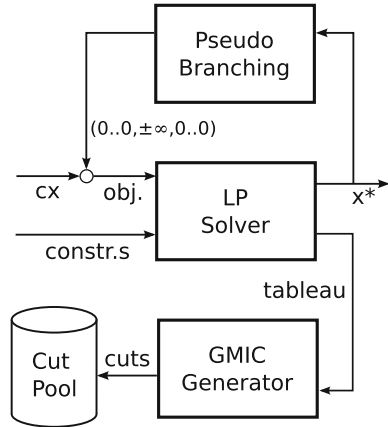 Pseudo
Branching
(0..0,±∞,0..0)
cx
obj.
LP
Solver
x*
constr.s
tableau
Cut
Pool
cuts
GMIC
Generator